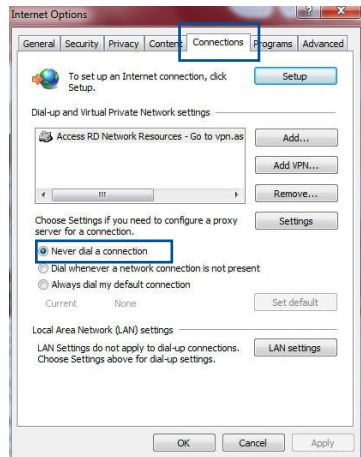 Internet Options
General Security Privacy Content Connections Programs Advanced
To set up an Internet connection, click
Setup.
Setup
Dial-up and Virtual Private Network settings
Access RD Network Resources - Go to vpn.as
Add...
Add VPN...
Remove...
Choose Settings if you need to configure a proxy
server for a connection.
Settings
Never dial a connection
Dial whenever a network connection is not present
Always dial my default connection
Current None
Set default
Local Area Network (LAN) settings
LAN Settings do not apply to dial-up connections.
Choose Settings above for dial-up settings.
LAN settings
OK Cancel Apply